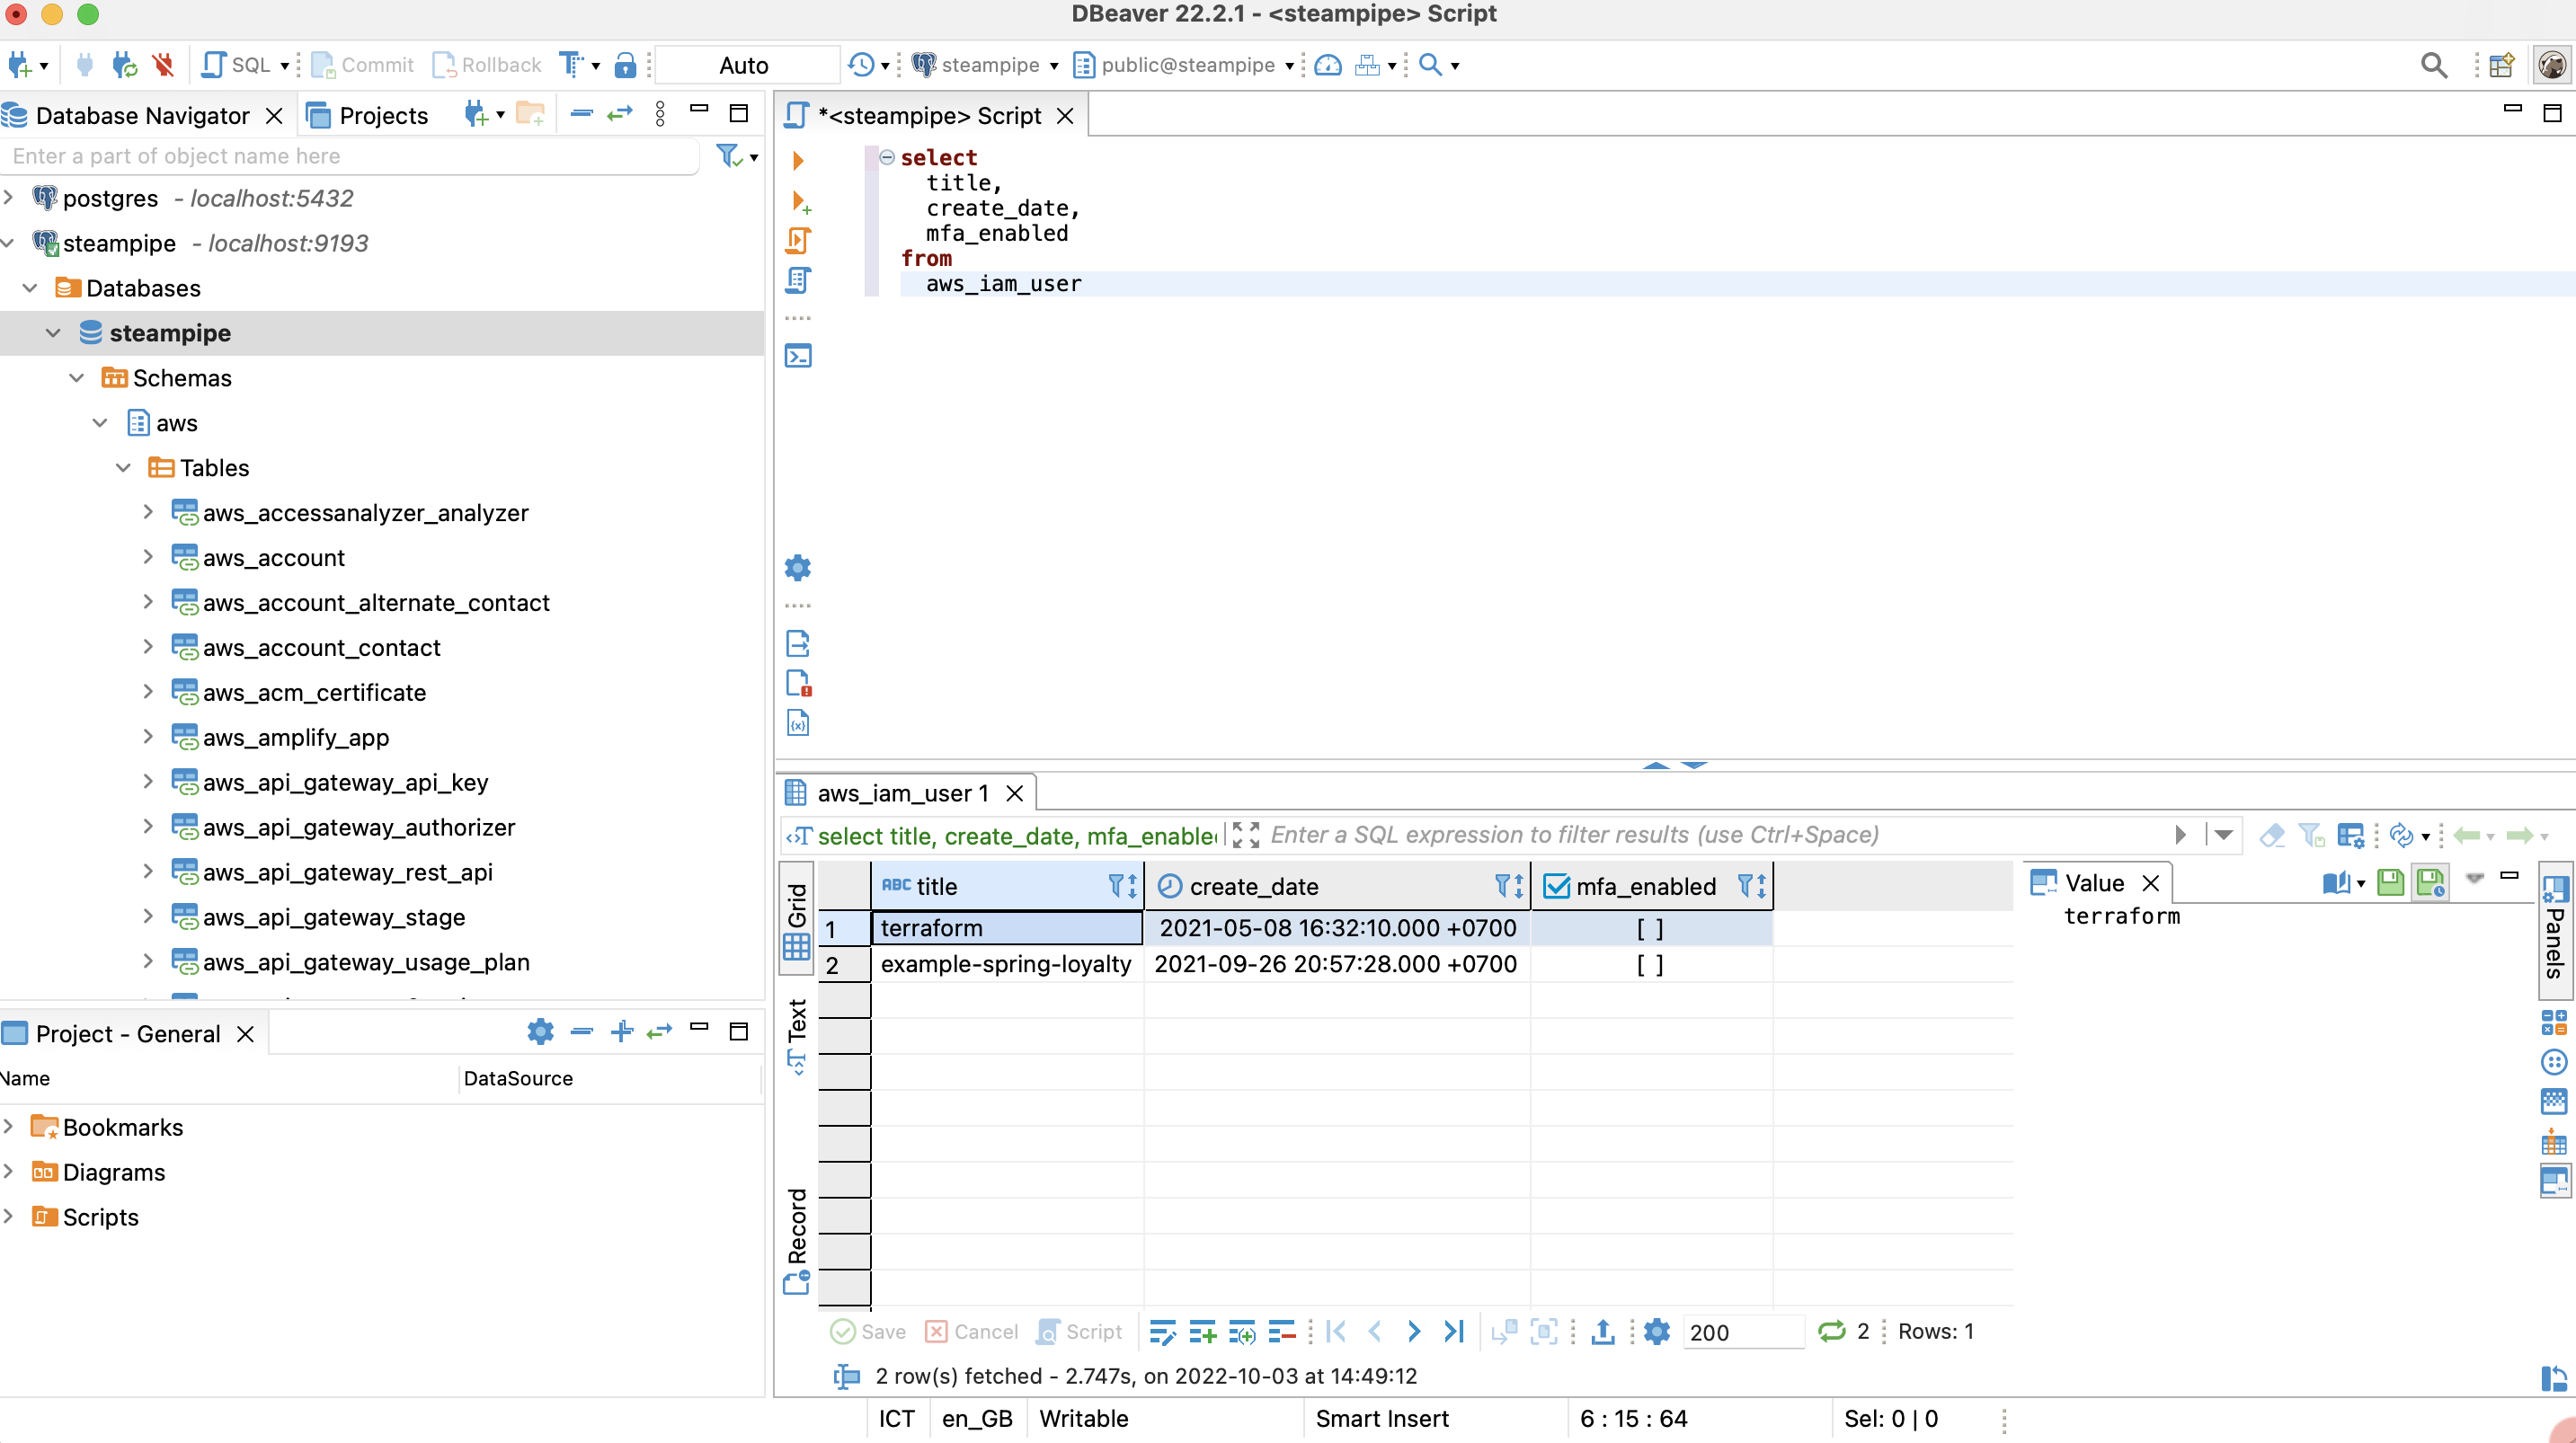 DBeaver 22.2.1 - <steampipe> Script
SQL Commit Rollback Auto steampipe public@steampipe
Database Navigator Projects
Enter a part of object name here
postgres - localhost:5432
steampipe - localhost:9193
Databases
steampipe
Schemas
aws
Tables
aws_accessanalyzer_analyzer
aws_account
aws_account_alternate_contact
aws_account_contact
aws_acm_certificate
aws_amplify_app
aws_api_gateway_api_key
aws_api_gateway_authorizer
aws_api_gateway_rest_api
aws_api_gateway_stage
aws_api_gateway_usage_plan
Project - General
Name DataSource
Bookmarks
Diagrams
Scripts
*<steampipe> Script
select
title,
create_date,
mfa_enabled
from
aws_iam_user
aws_iam_user 1
select title, create_date, mfa_enable Enter a SQL expression to filter results (use Ctrl+Space)
Grid
Text
Record
ABC title create_date mfa_enabled
1 terraform 2021-05-08 16:32:10.000 +0700 [ ]
2 example-spring-loyalty 2021-09-26 20:57:28.000 +0700 [ ]
Value
terraform
Panels
Save Cancel Script 200 2 Rows: 1
2 row(s) fetched - 2.747s, on 2022-10-03 at 14:49:12
ICT en_GB Writable Smart Insert 6 : 15 : 64 Sel: 0 | 0